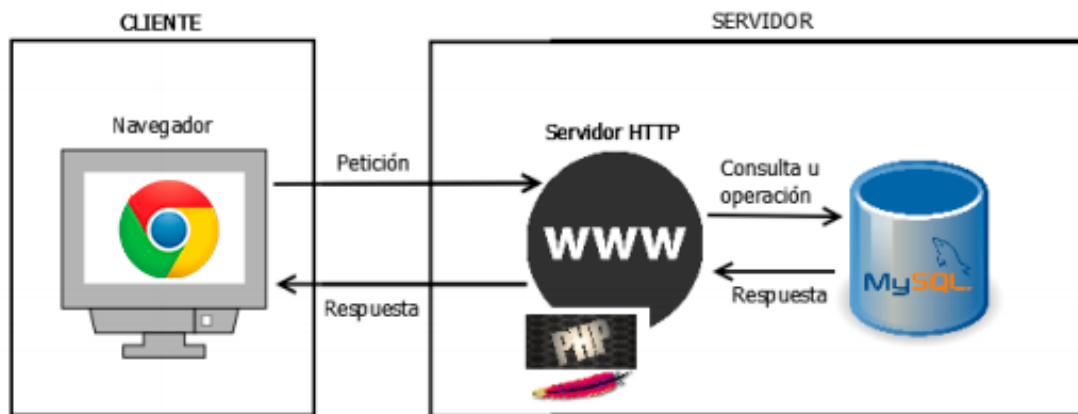 CLIENTE
SERVIDOR
Navegador
Servidor HTTP
Petición
Consulta u
operación
WWW
MySQL
Respuesta
Respuesta
PHP